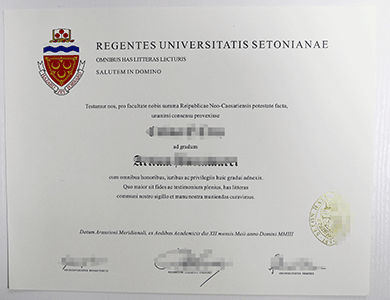 REGENTES UNIVERSITATIS SETONIANAE
OMNIBUS HAS LITTERAS LECTURIS
SALUTEM IN DOMINO
Testamur nos, pro facultate nobis summa Reipublicae Neo-Caesariensis potestate facta,
unanimi consensu provexisse
ad gradum
cum omnibus honoribus, iuribus ac privilegiis huic gradui adnexis.
Quo maior sit fides ac testimonium plenius, has litteras
communi nostro sigillo et manu nostra muniendas curavimus.
Datum Arausioni Meridionali, ex Aedibus Academicis die XII mensis Maii anno Domini MMIII